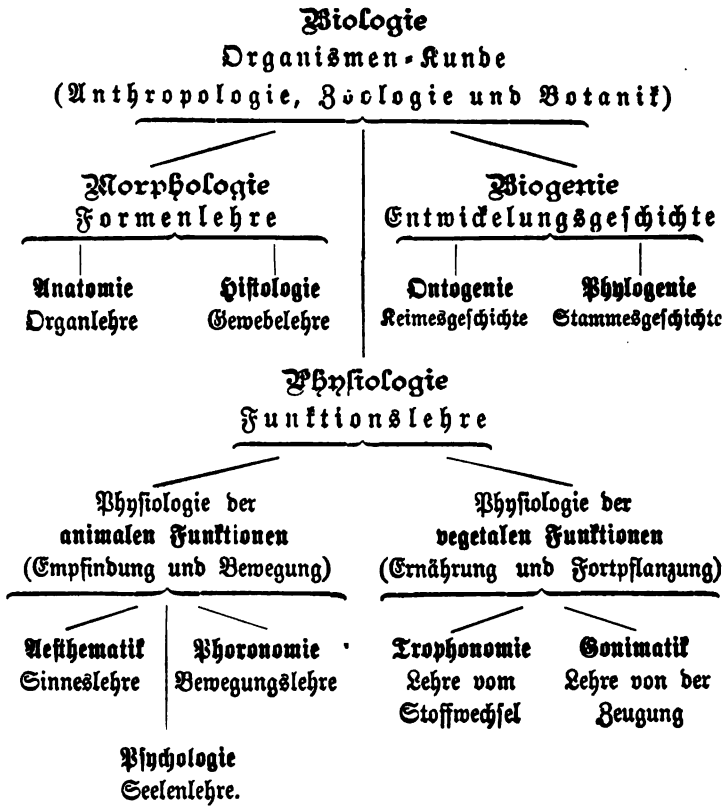 Biologie
Organismen-Kunde
(Anthropologie, Zoologie und Botanik)
Morphologie
Formenlehre
Biogenie
Entwickelungsgeschichte
Anatomie
Organlehre
Histologie
Gewebelehre
Ontogenie
Keimesgeschichte
Phylogenie
Stammesgeschichte
Physiologie
Funktionslehre
Physiologie der
animalen Funktionen
(Empfindung und Bewegung)
Physiologie der
vegetalen Funktionen
(Ernährung und Fortpflanzung)
Aesthematik
Sinneslehre
Phoronomie
Bewegungslehre
Psychologie
Seelenlehre.
Trophonomie
Lehre vom
Stoffwechsel
Gonimatik
Lehre von der
Zeugung